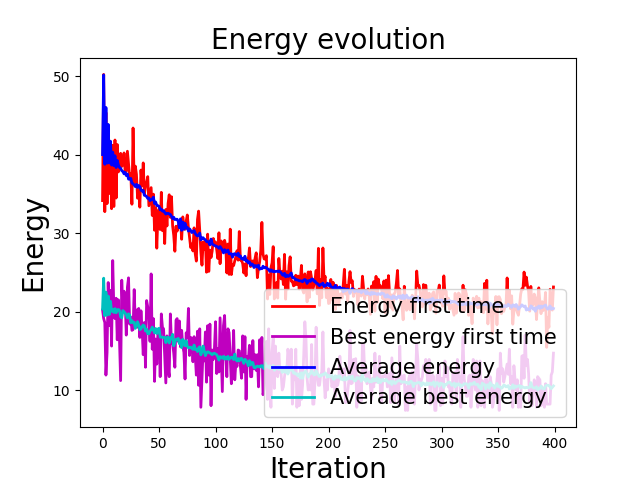 Energy evolution
Energy
50
40
30
20
10
Energy first time
Best energy first time
Average energy
Average best energy
0 50 100 150 200 250 300 350 400
Iteration